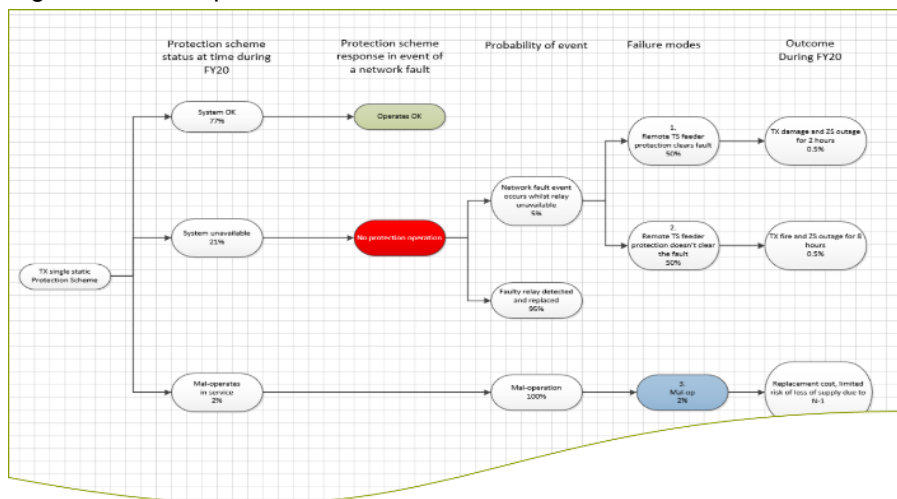 Protection scheme
status at time during
FY20
Protection scheme
response in event of
a network fault
Probability of event
Failure modes
Outcome
During FY20
System OK
77%
Operates OK
1.
Remote TS feeder
protection clears fault
50%
TX damage and ZS outage
for 2 hours
0.5%
Network fault event
occurs whilst relay
unavailable
5%
System unavailable
21%
No protection operation
2.
Remote TS feeder
protection doesn't clear
the fault
50%
TX fire and ZS outage for 8
hours
0.5%
TX single static
Protection Scheme
Faulty relay detected
and replaced
95%
Mal-operates
in service
2%
Mal-operation
100%
3.
Mal-op
2%
Replacement cost, limited
risk of loss of supply due to
N-1